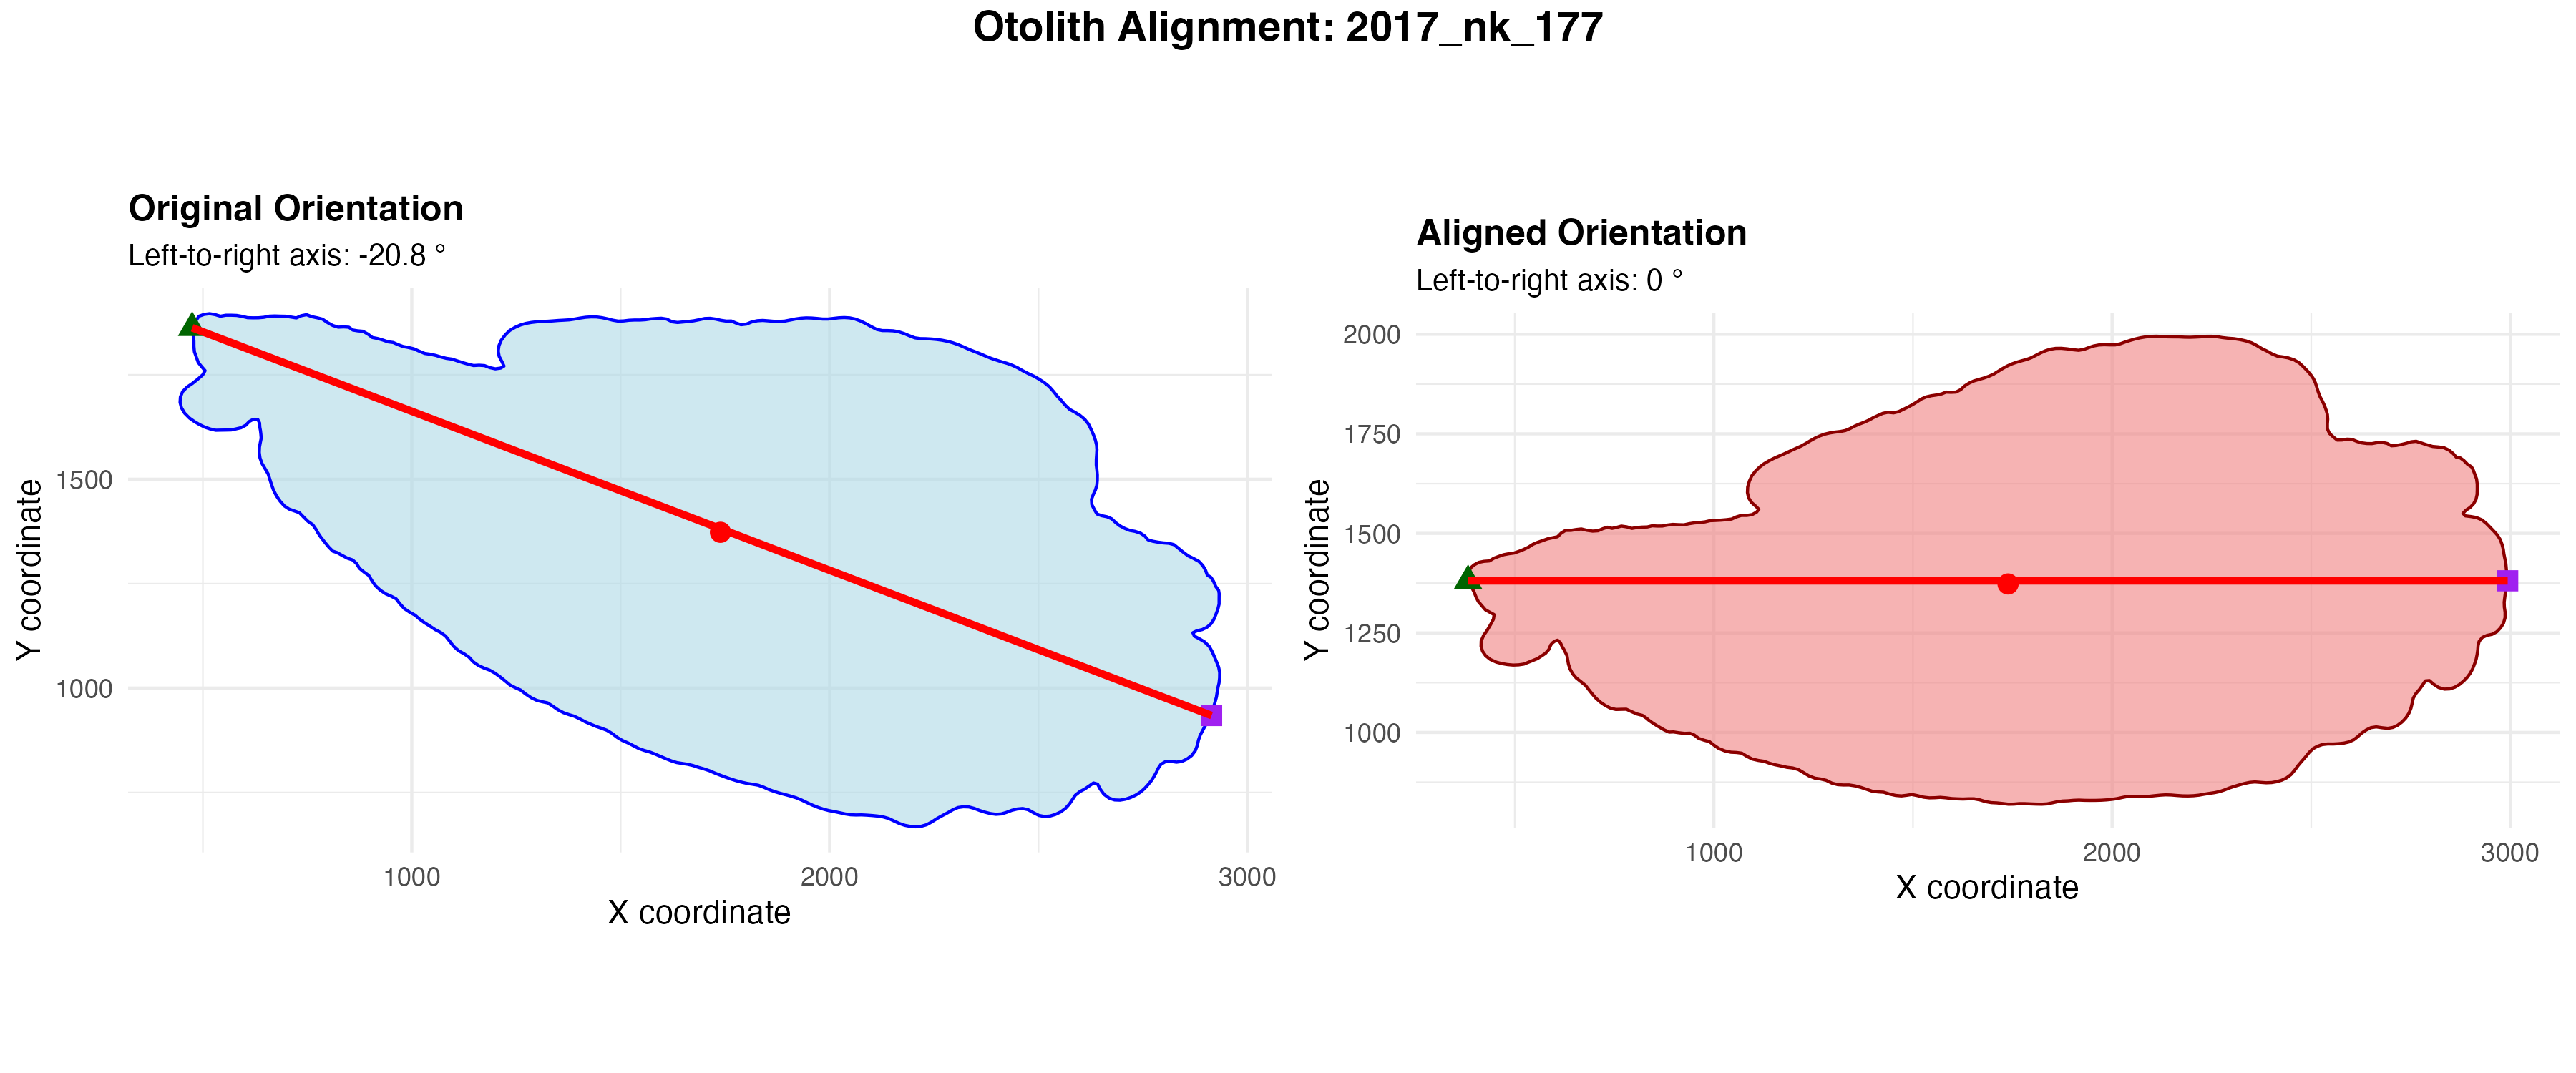 Otolith Alignment: 2017_nk_177
Original Orientation
Left-to-right axis: -20.8 °
Y coordinate
1500
1000
1000
2000
3000
X coordinate
Aligned Orientation
Left-to-right axis: 0 °
Y coordinate
2000
1750
1500
1250
1000
1000
2000
3000
X coordinate